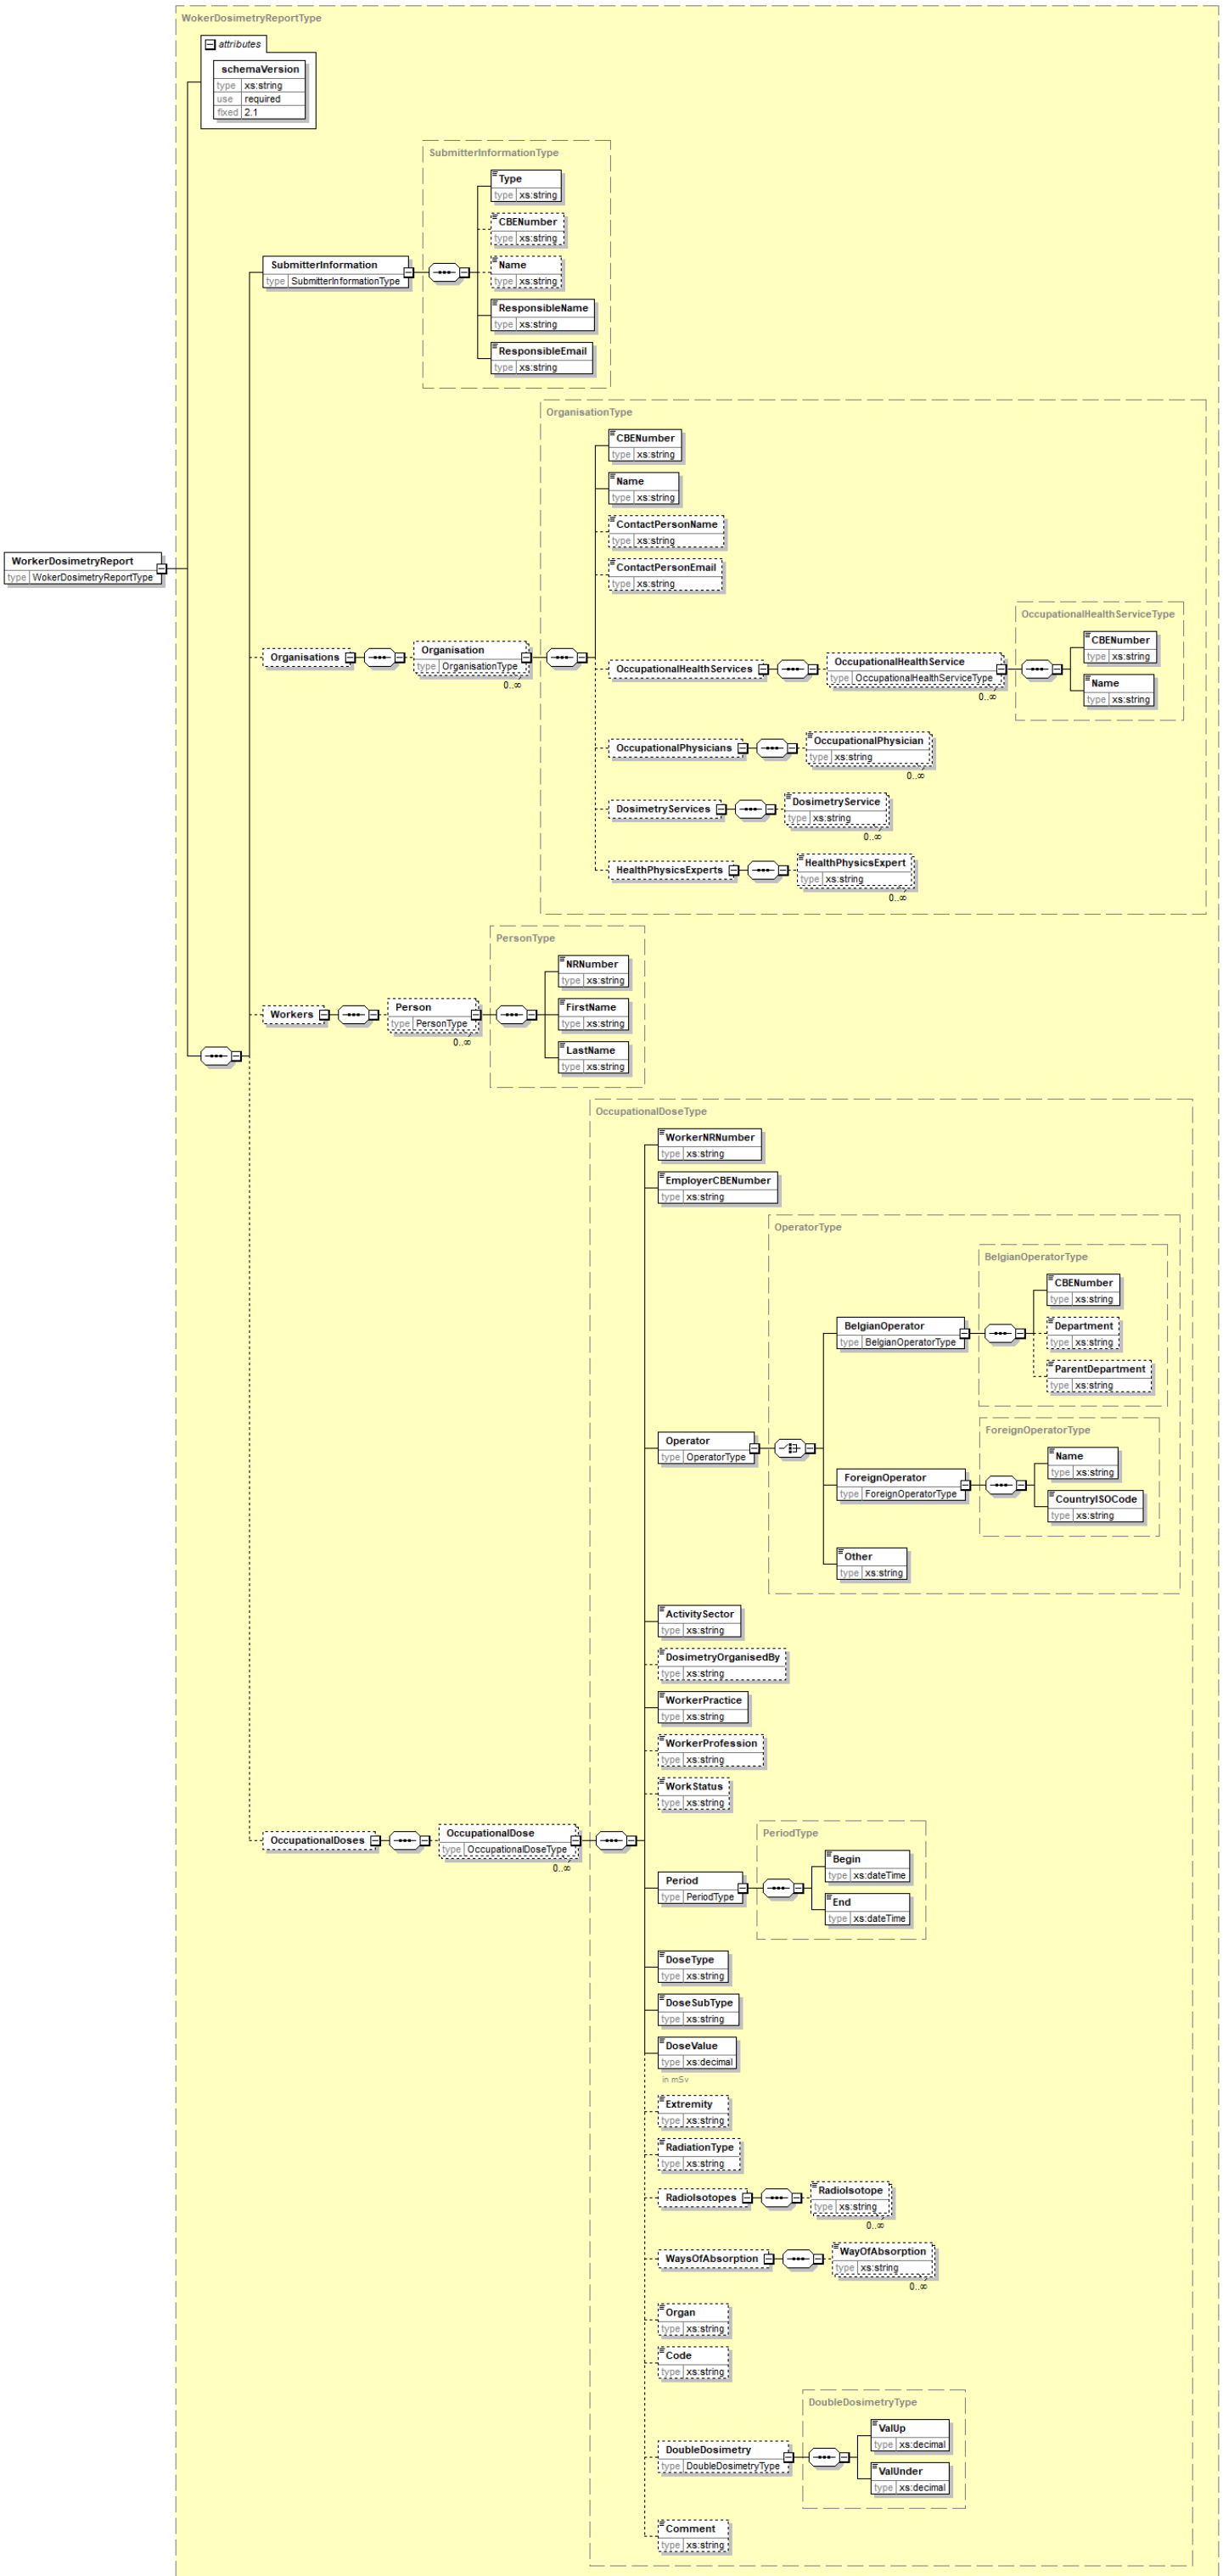 WokerDosimetryReportType
attributes
schemaVersion
type xs:string
use required
fixed 2.1
SubmitterInformationType
Type
type xs:string
CBENumber
type xs:string
SubmitterInformation
type SubmitterInformationType
Name
type xs:string
ResponsibleName
type xs:string
ResponsibleEmail
type xs:string
OrganisationType
CBENumber
type xs:string
Name
type xs:string
ContactPersonName
type xs:string
WorkerDosimetryReport
type WokerDosimetryReportType
ContactPersonEmail
type xs:string
Organisations
Organisation
type OrganisationType
0..∞
OccupationalHealthServices
OccupationalHealthService
type OccupationalHealthServiceType
0..∞
OccupationalHealthServiceType
CBENumber
type xs:string
Name
type xs:string
OccupationalPhysicians
OccupationalPhysician
type xs:string
0..∞
DosimetryServices
DosimetryService
type xs:string
0..∞
HealthPhysicsExperts
HealthPhysicsExpert
type xs:string
0..∞
PersonType
NRNumber
type xs:string
Workers
Person
type PersonType
0..∞
FirstName
type xs:string
LastName
type xs:string
OccupationalDoseType
WorkerNRNumber
type xs:string
EmployerCBENumber
type xs:string
OperatorType
BelgianOperatorType
CBENumber
type xs:string
BelgianOperator
type BelgianOperatorType
Department
type xs:string
ParentDepartment
type xs:string
Operator
type OperatorType
ForeignOperatorType
Name
type xs:string
ForeignOperator
type ForeignOperatorType
CountryISOCode
type xs:string
Other
type xs:string
ActivitySector
type xs:string
DosimetryOrganisedBy
type xs:string
WorkerPractice
type xs:string
WorkerProfession
type xs:string
WorkStatus
type xs:string
OccupationalDoses
OccupationalDose
type OccupationalDoseType
0..∞
PeriodType
Period
type PeriodType
Begin
type xs:dateTime
End
type xs:dateTime
DoseType
type xs:string
DoseSubType
type xs:string
DoseValue
type xs:decimal
in mSv
Extremity
type xs:string
RadiationType
type xs:string
RadioIsotopes
RadioIsotope
type xs:string
0..∞
WaysOfAbsorption
WayOfAbsorption
type xs:string
0..∞
Organ
type xs:string
Code
type xs:string
DoubleDosimetryType
DoubleDosimetry
type DoubleDosimetryType
ValUp
type xs:decimal
ValUnder
type xs:decimal
Comment
type xs:string